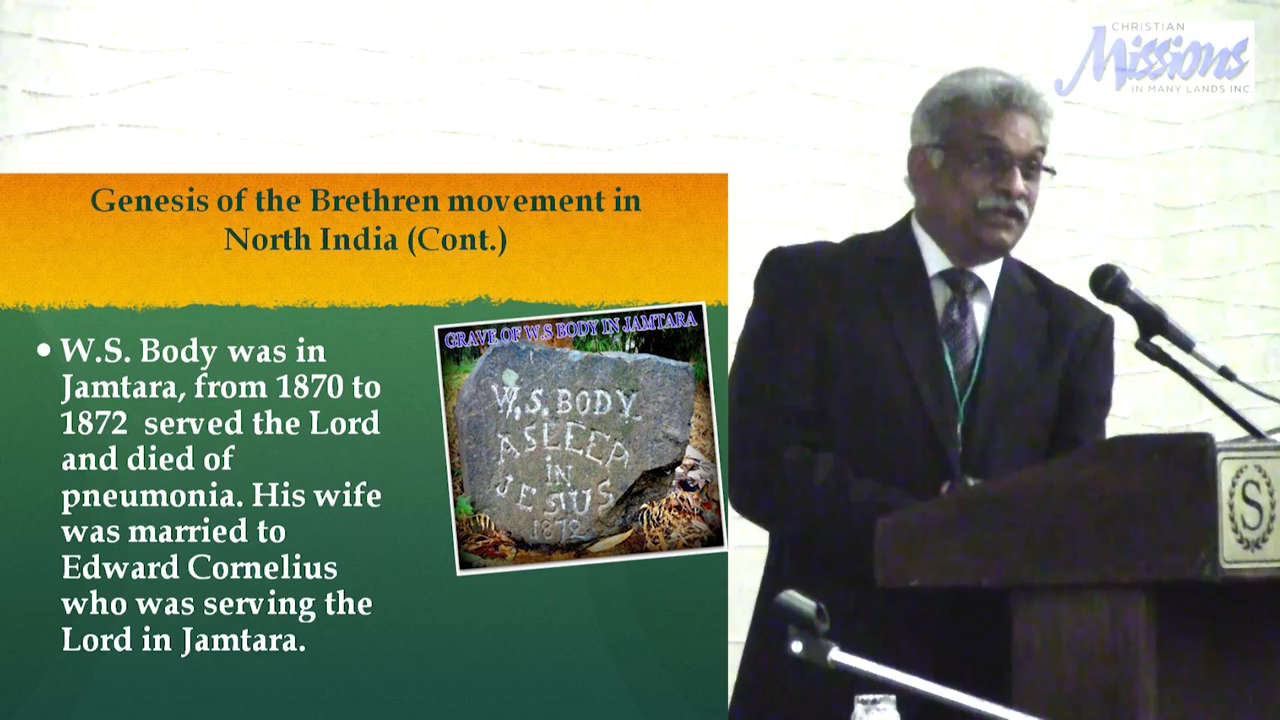 CHRISTIAN
Missions
IN MANY LANDS INC.
Genesis of the Brethren movement in
North India (Cont.)
• W.S. Body was in
Jamtara, from 1870 to
1872 served the Lord
and died of
pneumonia. His wife
was married to
Edward Cornelius
who was serving the
Lord in Jamtara.
GRAVE OF W.S BODY IN JAMTARA
W.S. BODY
ASLEEP
IN
JESUS
1872
S